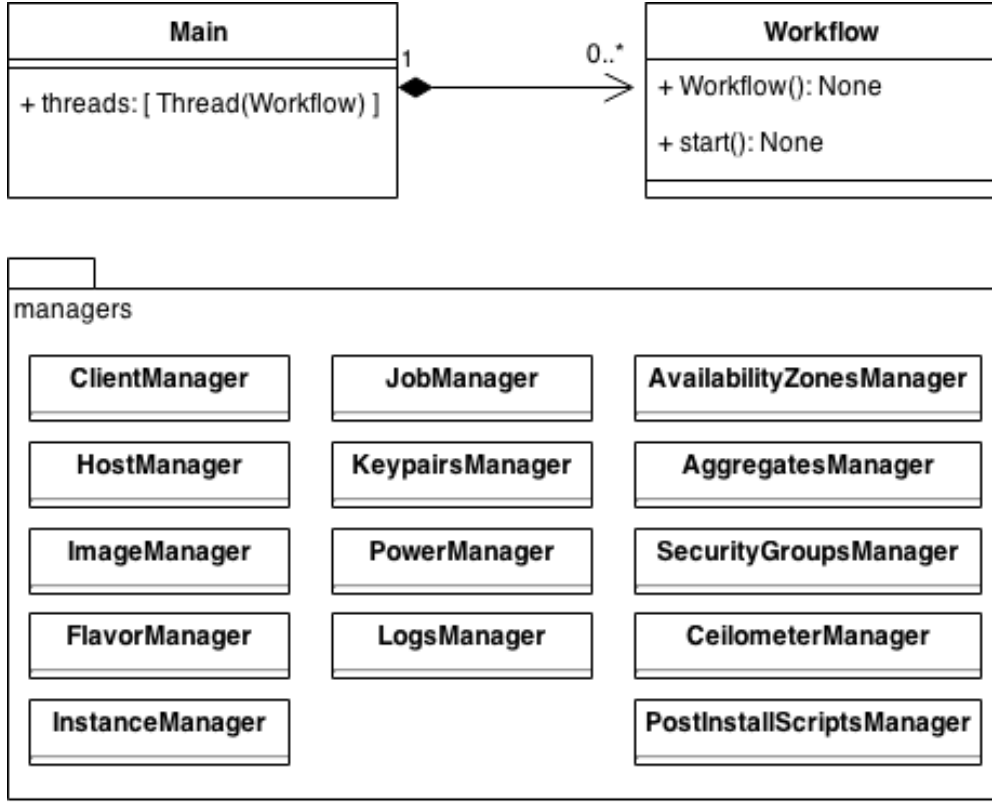 Main
+ threads: [ Thread(Workflow) ]
1
0..*
Workflow
+ Workflow(): None
+ start(): None
managers
ClientManager
JobManager
AvailabilityZonesManager
HostManager
KeypairsManager
AggregatesManager
ImageManager
PowerManager
SecurityGroupsManager
FlavorManager
LogsManager
CeilometerManager
InstanceManager
PostInstallScriptsManager